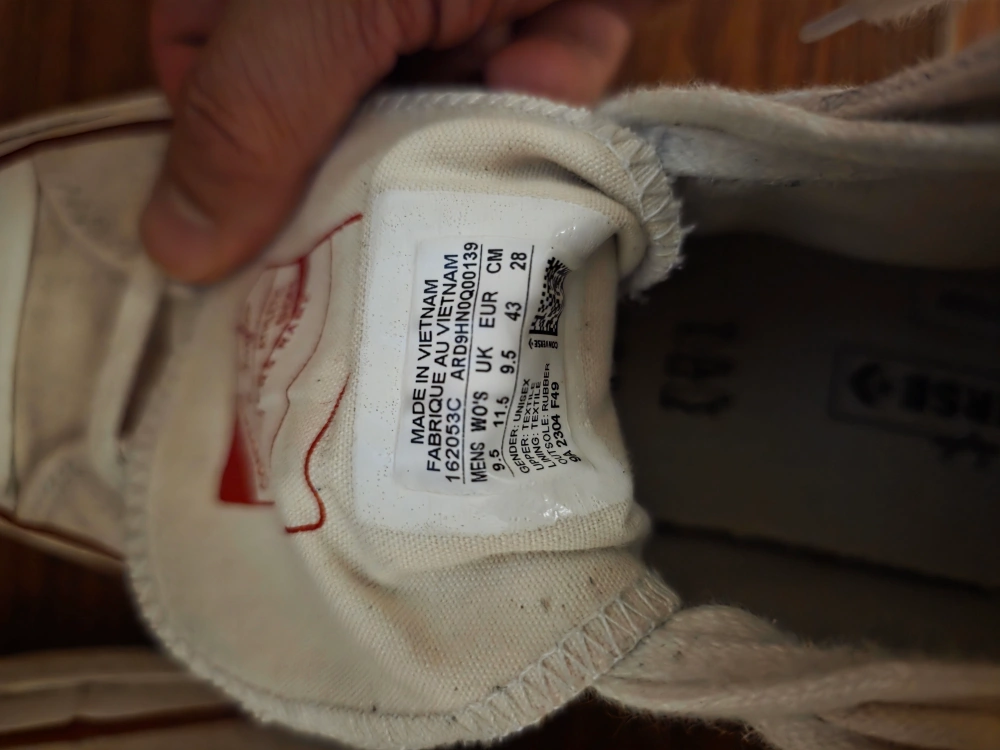 MADE IN VIETNAM
FABRIQUE AU VIETNAM
162053C ARD9HN0Q00139
MENS WO'S UK EUR CM
9.5 11.5 9.5 43 28
GENDER: UNISEX
UPPER: TEXTILE
LINING: TEXTILE
OUTSOLE: RUBBER
9A 2304 F49
CONVERSE